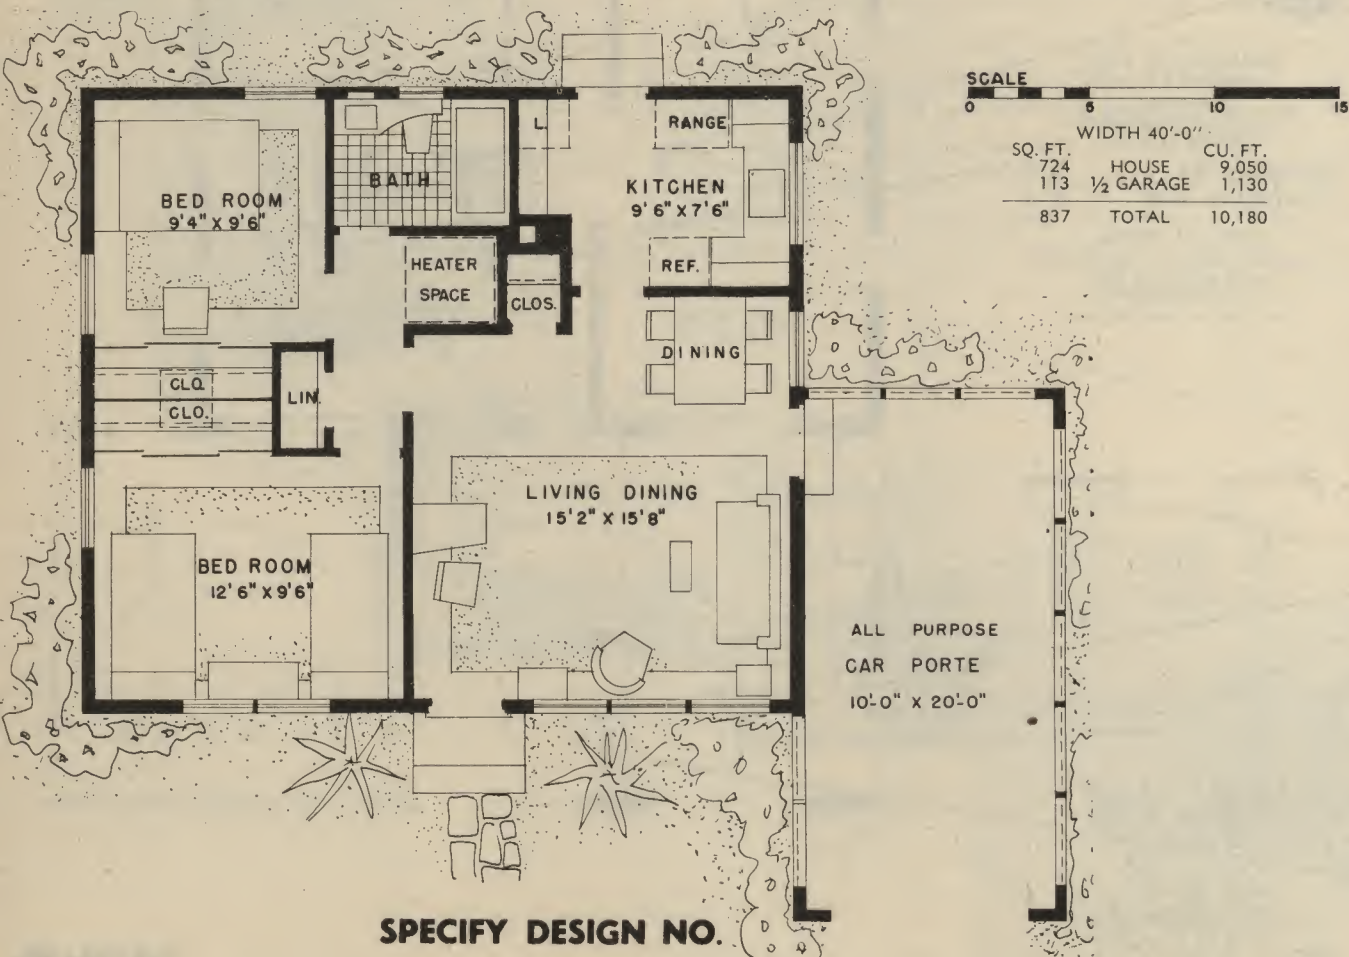 SCALE
0 5 10 15
WIDTH 40'-0"
SQ. FT. CU. FT.
724 HOUSE 9,050
113 ½ GARAGE 1,130
837 TOTAL 10,180
L. RANGE
BATH
BED ROOM
9'4" X 9'6"
KITCHEN
9'6" X 7'6"
HEATER
SPACE
REF.
CLOS.
DINING
CLO.
CLO.
LIN.
LIVING DINING
15'2" X 15'8"
BED ROOM
12'6" X 9'6"
ALL PURPOSE
CAR PORTE
10'-0" X 20'-0"
SPECIFY DESIGN NO.